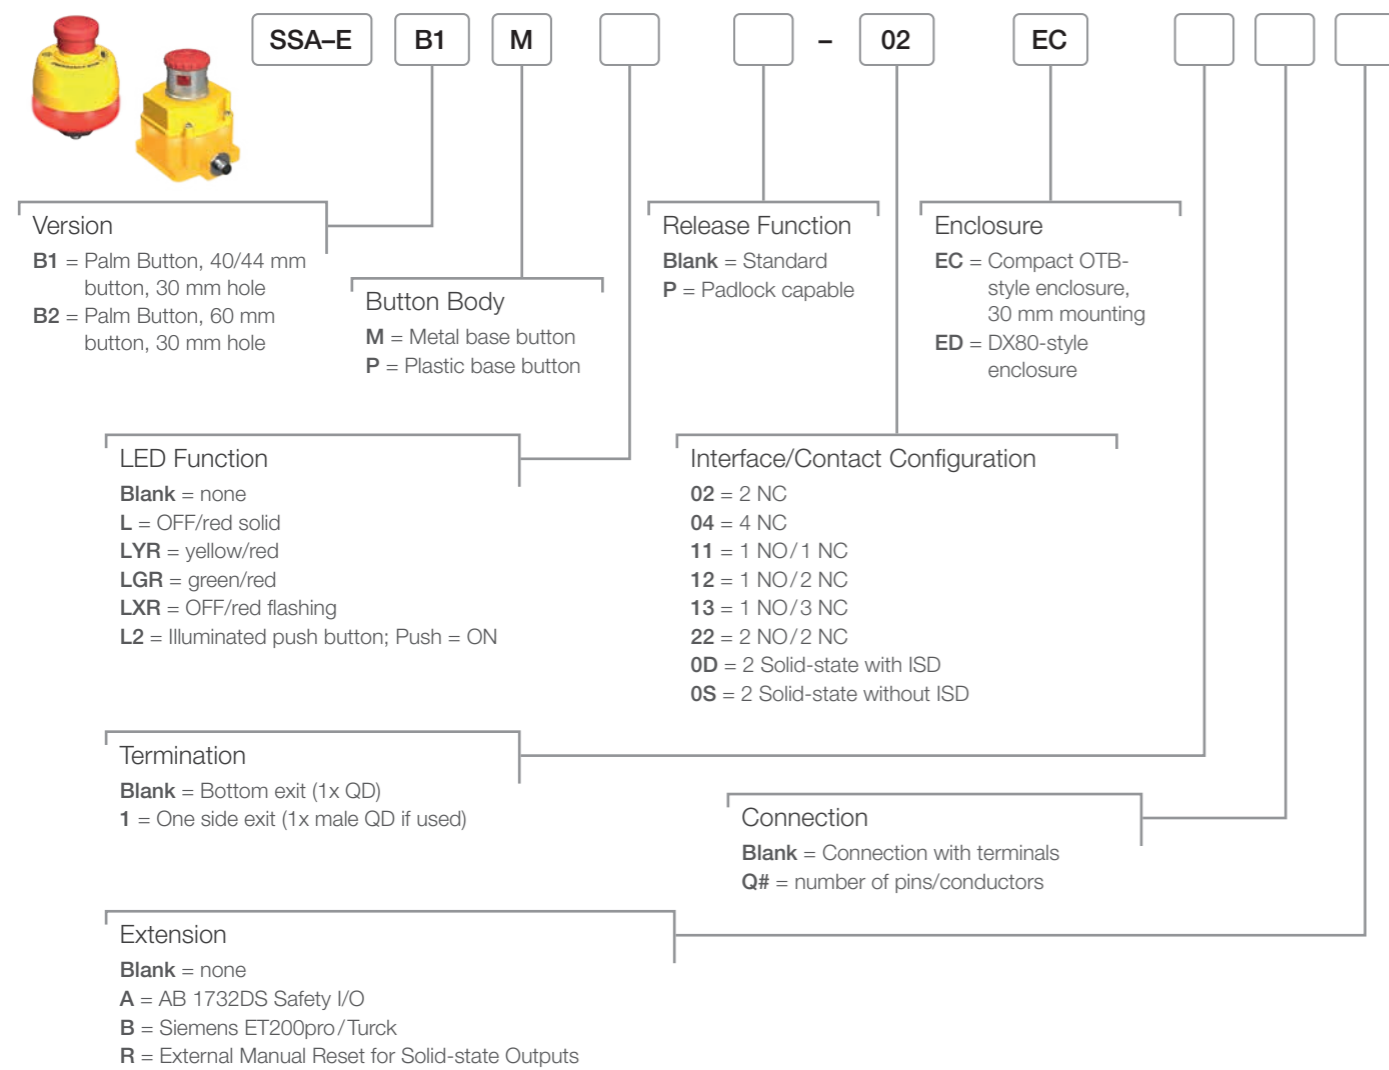 SSA–E B1 M – 02 EC
Version
B1 = Palm Button, 40/44 mm
button, 30 mm hole
B2 = Palm Button, 60 mm
button, 30 mm hole
Button Body
M = Metal base button
P = Plastic base button
Release Function
Blank = Standard
P = Padlock capable
Enclosure
EC = Compact OTB-
style enclosure,
30 mm mounting
ED = DX80-style
enclosure
LED Function
Blank = none
L = OFF/red solid
LYR = yellow/red
LGR = green/red
LXR = OFF/red flashing
L2 = Illuminated push button; Push = ON
Interface/Contact Configuration
02 = 2 NC
04 = 4 NC
11 = 1 NO/1 NC
12 = 1 NO/2 NC
13 = 1 NO/3 NC
22 = 2 NO/2 NC
0D = 2 Solid-state with ISD
0S = 2 Solid-state without ISD
Termination
Blank = Bottom exit (1x QD)
1 = One side exit (1x male QD if used)
Connection
Blank = Connection with terminals
Q# = number of pins/conductors
Extension
Blank = none
A = AB 1732DS Safety I/O
B = Siemens ET200pro/Turck
R = External Manual Reset for Solid-state Outputs